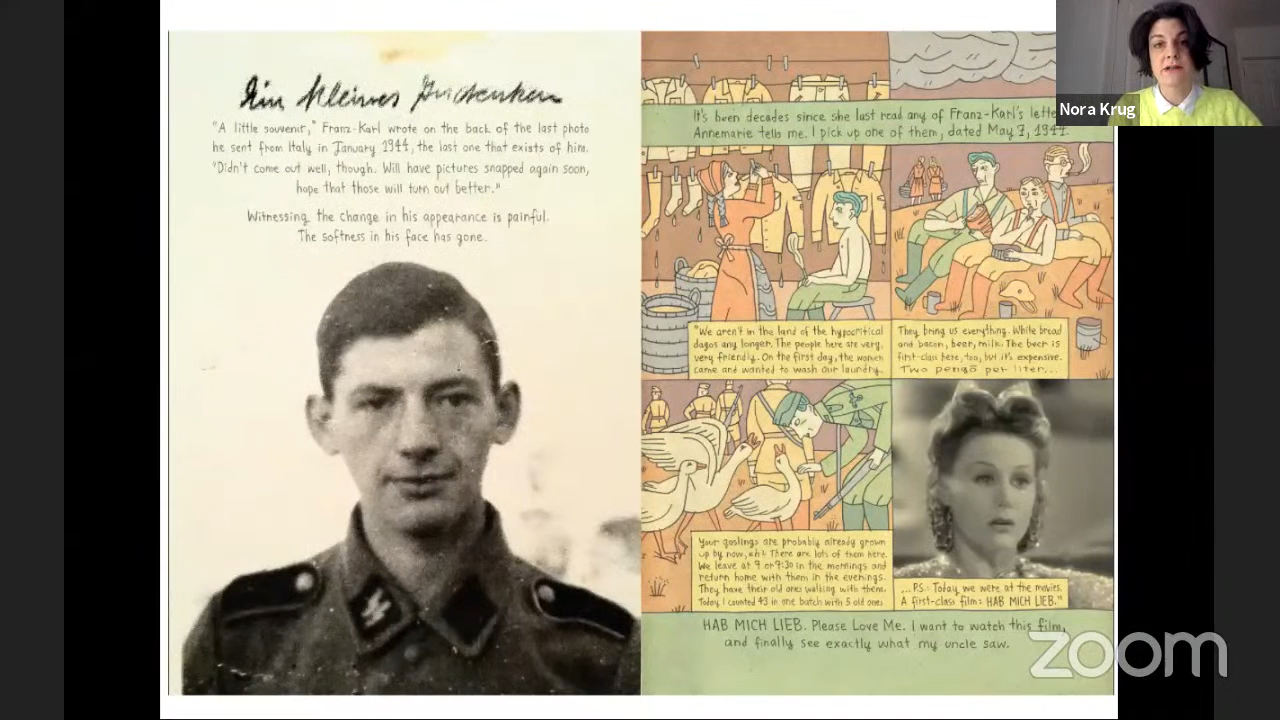 Ein kleines Andenken
"A little souvenir," Franz-Karl wrote on the back of the last photo
he sent from Italy in January 1944, the last one that exists of him.
"Didn't come out well, though. Will have pictures snapped again soon,
hope that those will turn out better."
Witnessing the change in his appearance is painful.
The softness in his face has gone.
It's been decades since she last read any of Franz-Karl's
Annemarie tells me. I pick up one of them, dated May 7, 1944.
"We aren't in the land of the hypocritical
dagos any longer. The people here are very,
very friendly. On the first day, the women
came and wanted to wash our laundry.
They bring us everything. White bread
and bacon, beer, milk. The beer is
first-class here, too, but it's expensive.
Two pengö per liter...
Your goslings are probably already grown
up by now, eh? There are lots of them here.
We leave at 9 or 9:30 in the mornings and
return home with them in the evenings.
They have their old ones walking with them.
Today I counted 43 in one batch with 5 old ones
...P.S.: Today we were at the movies.
A first-class film: HAB MICH LIEB."
HAB MICH LIEB. Please Love Me. I want to watch this film,
and finally see exactly what my uncle saw.
Nora Krug
zoom